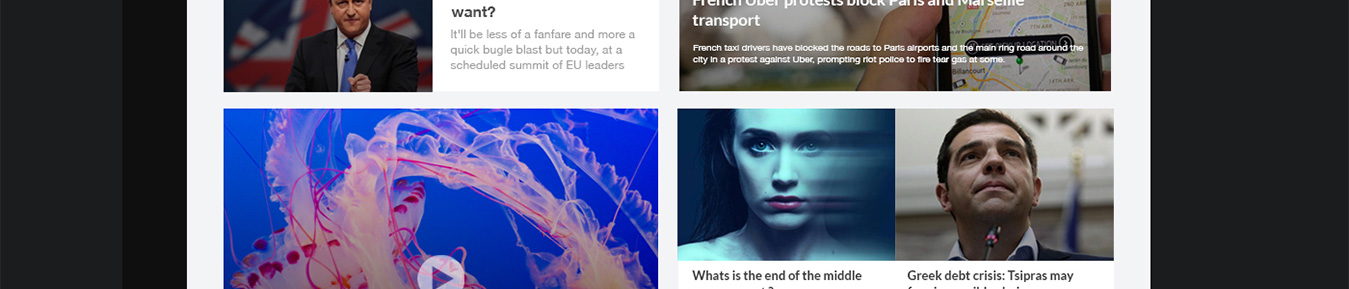 want?
It'll be less of a fanfare and more a
quick bugle blast but today, at a
scheduled summit of EU leaders
French Uber protests block Paris and Marseille
transport
French taxi drivers have blocked the roads to Paris airports and the main ring road around the
city in a protest against Uber, prompting riot police to fire tear gas at some.
7TH ARR
Billancourt
Whats is the end of the middle
Greek debt crisis: Tsipras may